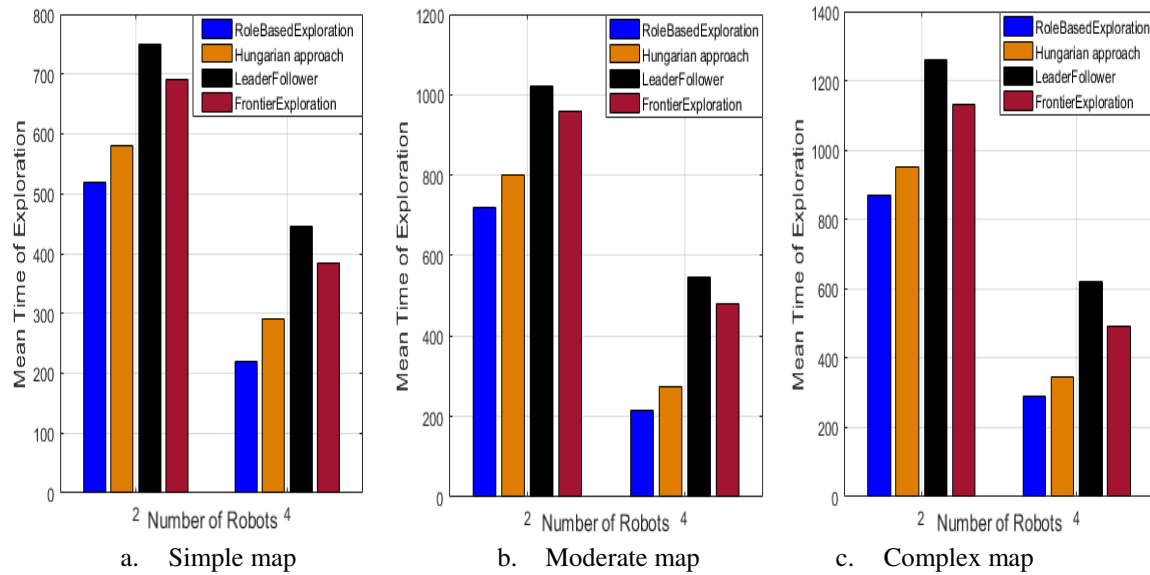 800
700
600
500
400
300
200
100
0
Mean Time of Exploration
RoleBasedExploration
Hungarian approach
LeaderFollower
FrontierExploration
2 Number of Robots 4
a. Simple map
1200
1000
800
600
400
200
0
Mean Time of Exploration
RoleBasedExploration
Hungarian approach
LeaderFollower
FrontierExploration
2 Number of Robots 4
b. Moderate map
1400
1200
1000
800
600
400
200
0
Mean Time of Exploration
RoleBasedExploration
Hungarian approach
LeaderFollower
FrontierExploration
2 Number of Robots 4
c. Complex map